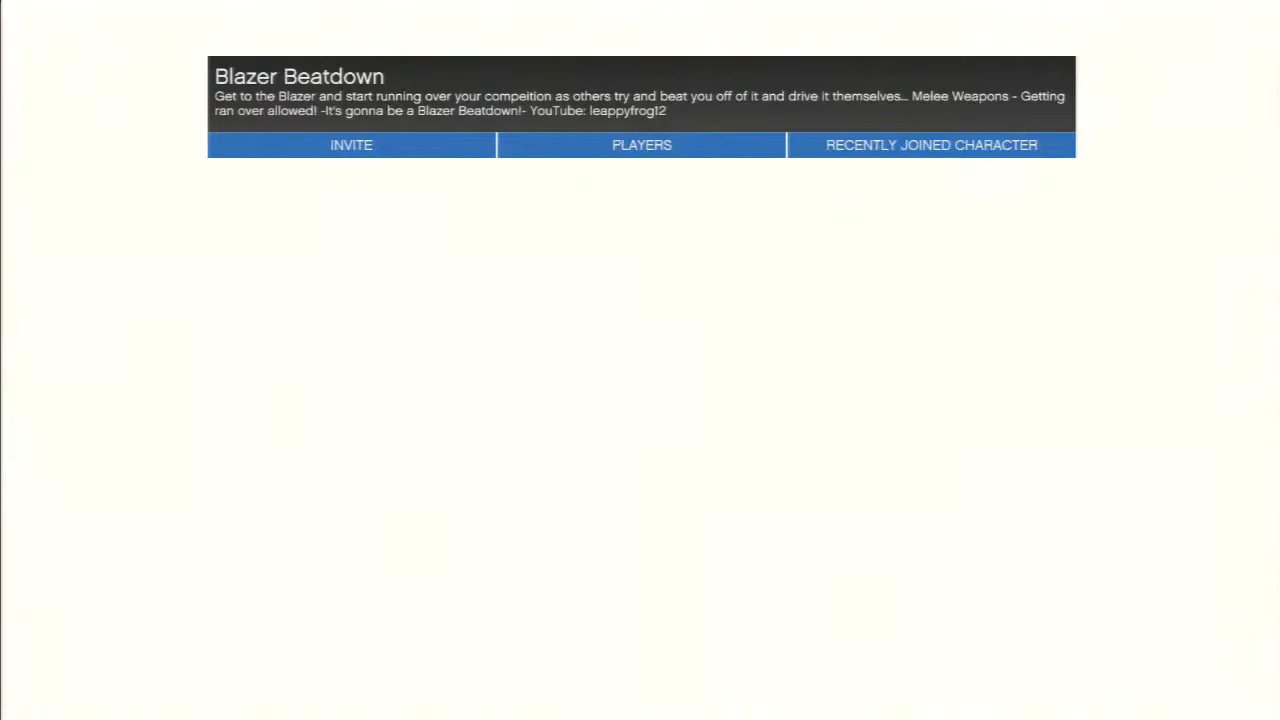 Blazer Beatdown
Get to the Blazer and start running over your compeition as others try and beat you off of it and drive it themselves... Melee Weapons - Getting
ran over allowed! -It's gonna be a Blazer Beatdown!- YouTube: leappyfrog12
INVITE
PLAYERS
RECENTLY JOINED CHARACTER